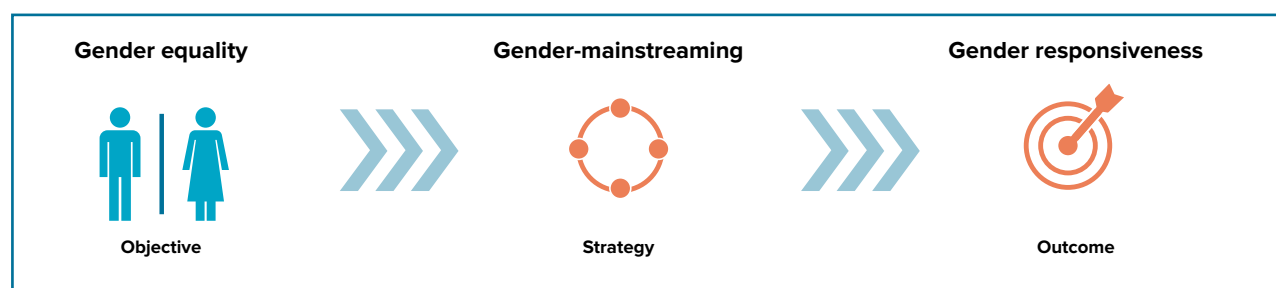 Gender equality
Gender-mainstreaming
Gender responsiveness
Objective
Strategy
Outcome